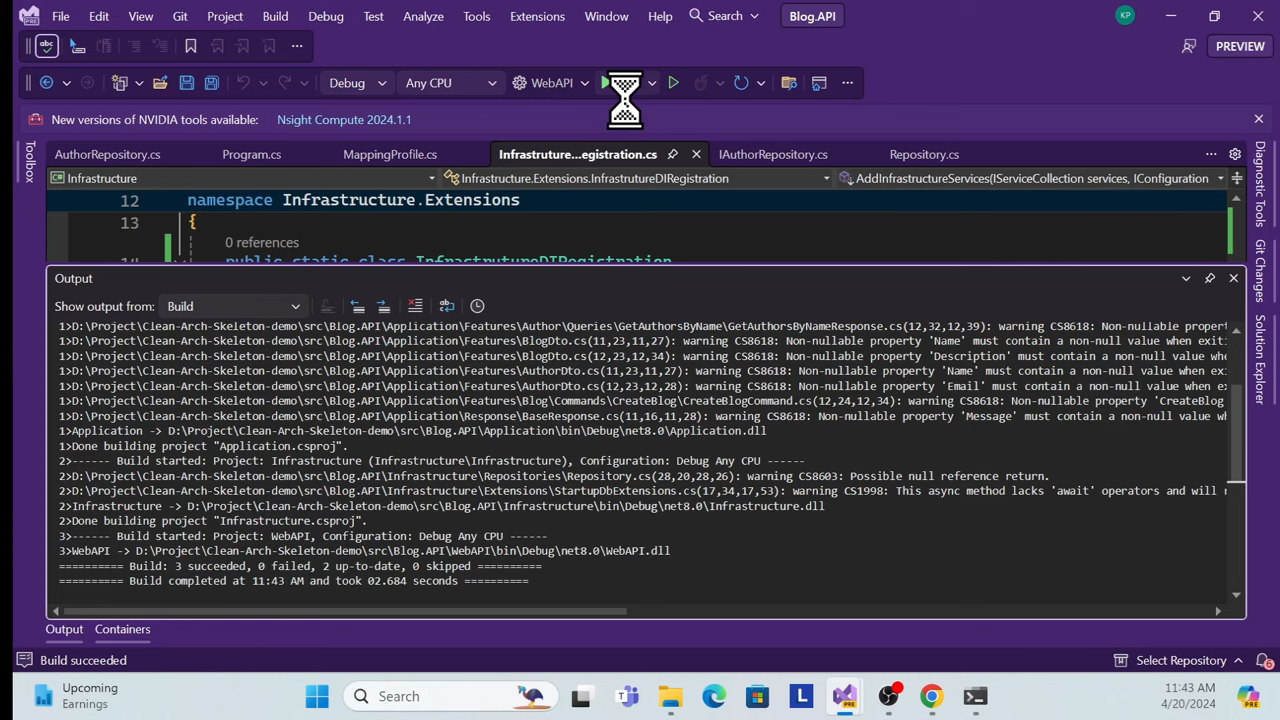 PRE File Edit View Git Project Build Debug Test Analyze Tools Extensions Window Help Search Blog.API KP
abc PREVIEW
Debug Any CPU WebAPI
New versions of NVIDIA tools available: Nsight Compute 2024.1.1
Toolbox
AuthorRepository.cs Program.cs MappingProfile.cs Infrastruture...egistration.cs IAuthorRepository.cs Repository.cs
Infrastructure Infrastructure.Extensions.InfrastrutureDIRegistration AddInfrastructureServices(IServiceCollection services, IConfiguration
12 namespace Infrastructure.Extensions
13 {
0 references
14 public static class InfrastrutureDIRegistration
Output
Show output from: Build
1>D:\Project\Clean-Arch-Skeleton-demo\src\Blog.API\Application\Features\Author\Queries\GetAuthorsByName\GetAuthorsByNameResponse.cs(12,32,12,39): warning CS8618: Non-nullable propert
1>D:\Project\Clean-Arch-Skeleton-demo\src\Blog.API\Application\Features\BlogDto.cs(11,23,11,27): warning CS8618: Non-nullable property 'Name' must contain a non-null value when exiti
1>D:\Project\Clean-Arch-Skeleton-demo\src\Blog.API\Application\Features\BlogDto.cs(12,23,12,34): warning CS8618: Non-nullable property 'Description' must contain a non-null value whe
1>D:\Project\Clean-Arch-Skeleton-demo\src\Blog.API\Application\Features\AuthorDto.cs(11,23,11,27): warning CS8618: Non-nullable property 'Name' must contain a non-null value when exi
1>D:\Project\Clean-Arch-Skeleton-demo\src\Blog.API\Application\Features\AuthorDto.cs(12,23,12,28): warning CS8618: Non-nullable property 'Email' must contain a non-null value when ex
1>D:\Project\Clean-Arch-Skeleton-demo\src\Blog.API\Application\Features\Blog\Commands\CreateBlog\CreateBlogCommand.cs(12,24,12,34): warning CS8618: Non-nullable property 'CreateBlog
1>D:\Project\Clean-Arch-Skeleton-demo\src\Blog.API\Application\Response\BaseResponse.cs(11,16,11,28): warning CS8618: Non-nullable property 'Message' must contain a non-null value wh
1>Application -> D:\Project\Clean-Arch-Skeleton-demo\src\Blog.API\Application\bin\Debug\net8.0\Application.dll
1>Done building project "Application.csproj".
2>------ Build started: Project: Infrastructure (Infrastructure\Infrastructure), Configuration: Debug Any CPU ------
2>D:\Project\Clean-Arch-Skeleton-demo\src\Blog.API\Infrastructure\Repositories\Repository.cs(28,20,28,26): warning CS8603: Possible null reference return.
2>D:\Project\Clean-Arch-Skeleton-demo\src\Blog.API\Infrastructure\Extensions\StartupDbExtensions.cs(17,34,17,53): warning CS1998: This async method lacks 'await' operators and will r
2>Infrastructure -> D:\Project\Clean-Arch-Skeleton-demo\src\Blog.API\Infrastructure\bin\Debug\net8.0\Infrastructure.dll
2>Done building project "Infrastructure.csproj".
3>------ Build started: Project: WebAPI, Configuration: Debug Any CPU ------
3>WebAPI -> D:\Project\Clean-Arch-Skeleton-demo\src\Blog.API\WebAPI\bin\Debug\net8.0\WebAPI.dll
========== Build: 3 succeeded, 0 failed, 2 up-to-date, 0 skipped ==========
========== Build completed at 11:43 AM and took 02.684 seconds ==========
Diagnostic Tools
Git Changes
Solution Explorer
Output Containers
Build succeeded Select Repository 6
Upcoming
Earnings
Search
L
PRE
11:43 AM
4/20/2024
PRE